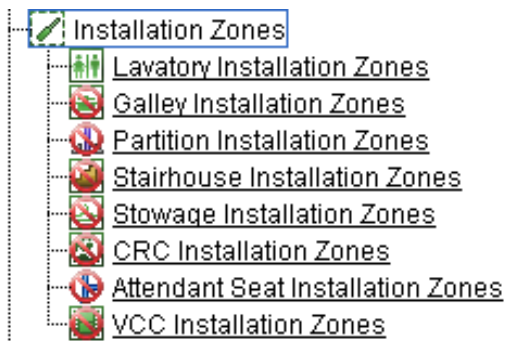 Installation Zones
Lavatory Installation Zones
Galley Installation Zones
Partition Installation Zones
Stairhouse Installation Zones
Stowage Installation Zones
CRC Installation Zones
Attendant Seat Installation Zones
VCC Installation Zones